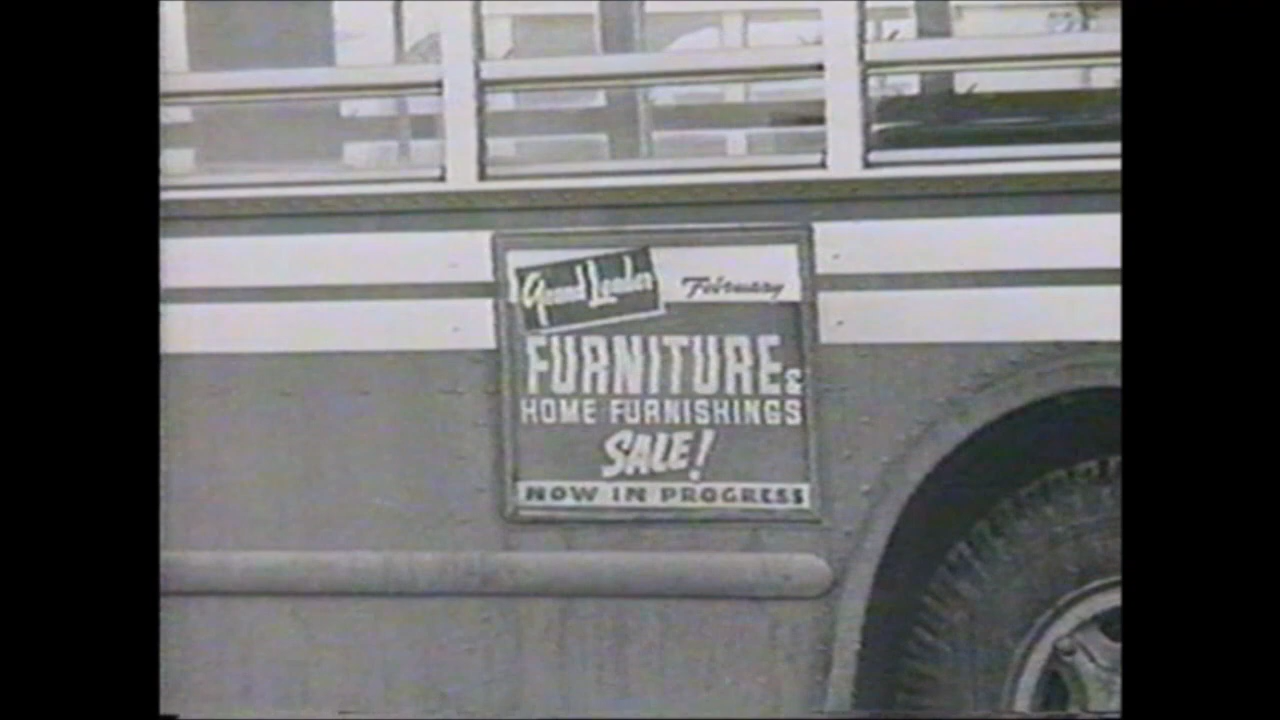 Grand Leader February
FURNITURE &
HOME FURNISHINGS
SALE!
NOW IN PROGRESS